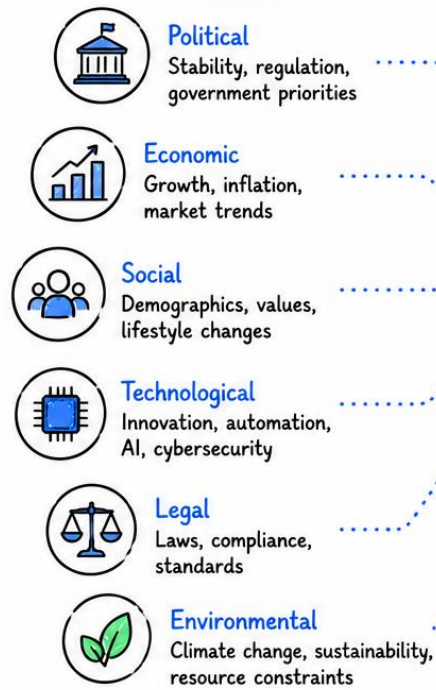 Political
Stability, regulation,
government priorities
Economic
Growth, inflation,
market trends
Social
Demographics, values,
lifestyle changes
Technological
Innovation, automation,
AI, cybersecurity
Legal
Laws, compliance,
standards
Environmental
Climate change, sustainability,
resource constraints